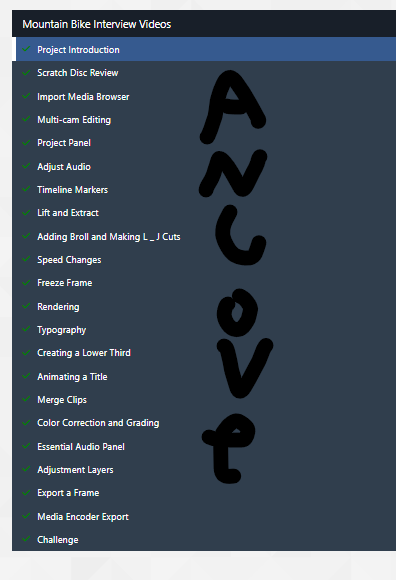 Mountain Bike Interview Videos
Project Introduction
Scratch Disc Review
Import Media Browser
Multi-cam Editing
Project Panel
Adjust Audio
Timeline Markers
Lift and Extract
Adding Broll and Making L _ J Cuts
Speed Changes
Freeze Frame
Rendering
Typography
Creating a Lower Third
Animating a Title
Merge Clips
Color Correction and Grading
Essential Audio Panel
Adjustment Layers
Export a Frame
Media Encoder Export
Challenge
A
N
C
O
V
e